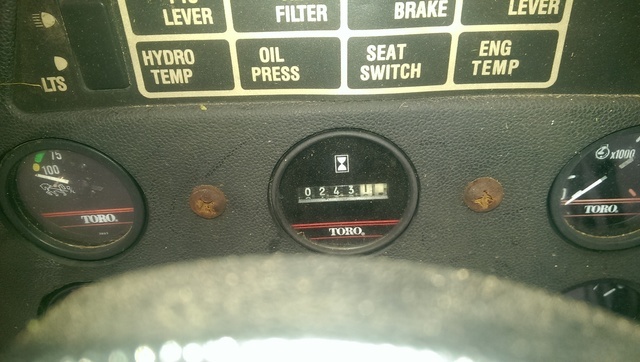 LEVER
FILTER
BRAKE
LEVER
LTS
HYDRO
TEMP
OIL
PRESS
SEAT
SWITCH
ENG
TEMP
75
100
TORO
0243
TORO
x1000
TORO